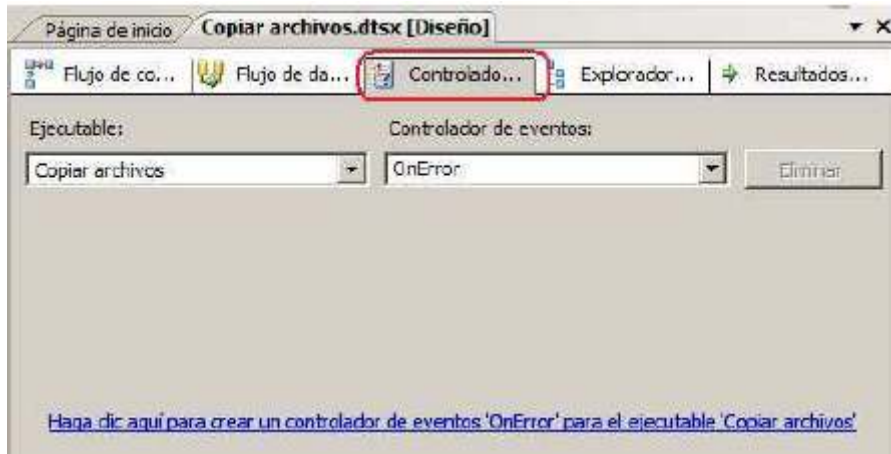 Página de inicio
Copiar archivos.dtsx [Diseño]
Flujo de co...
Flujo de da...
Controlado...
Explorador...
Resultados...
Ejecutable:
Controlador de eventos:
Copiar archivos
OnError
Eliminar
Haga clic aquí para crear un controlador de eventos 'OnError' para el ejecutable 'Copiar archivos'